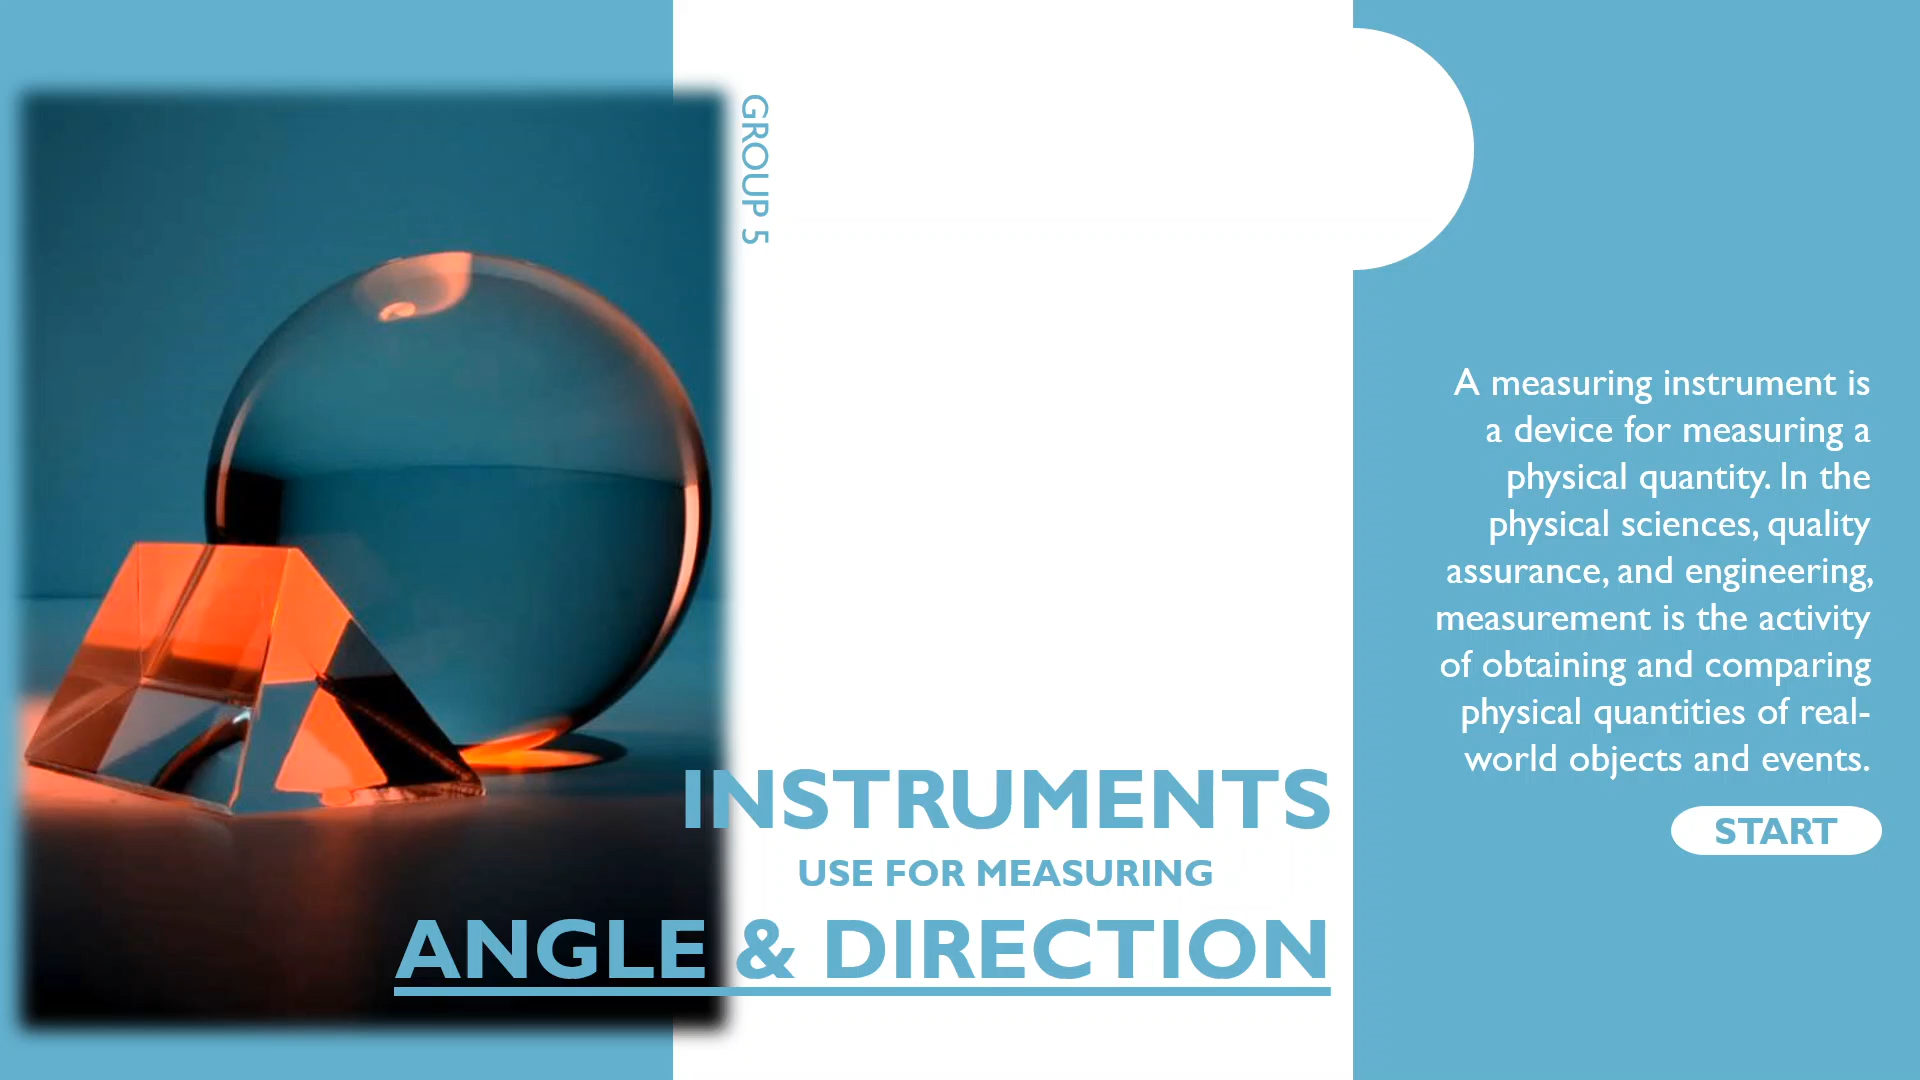 GROUP 5
INSTRUMENTS
USE FOR MEASURING
ANGLE & DIRECTION
A measuring instrument is
a device for measuring a
physical quantity. In the
physical sciences, quality
assurance, and engineering,
measurement is the activity
of obtaining and comparing
physical quantities of real-
world objects and events.
START